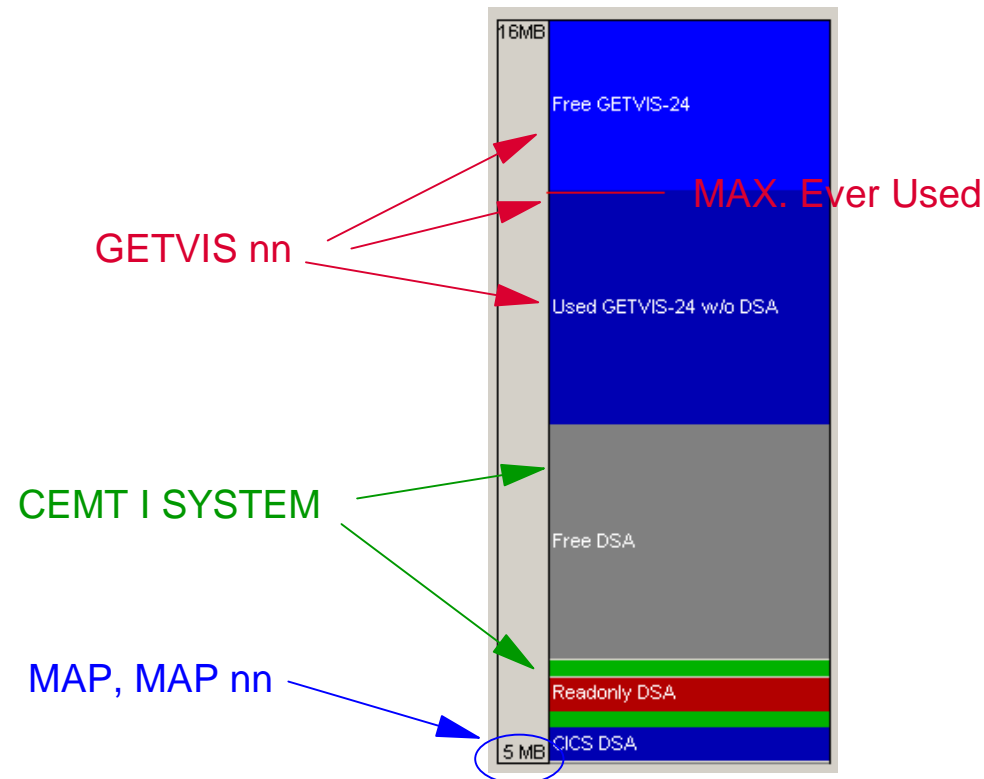 16MB
Free GETVIS-24
MAX. Ever Used
GETVIS nn
Used GETVIS-24 w/o DSA
CEMT I SYSTEM
Free DSA
MAP, MAP nn
Readonly DSA
CICS DSA
5 MB